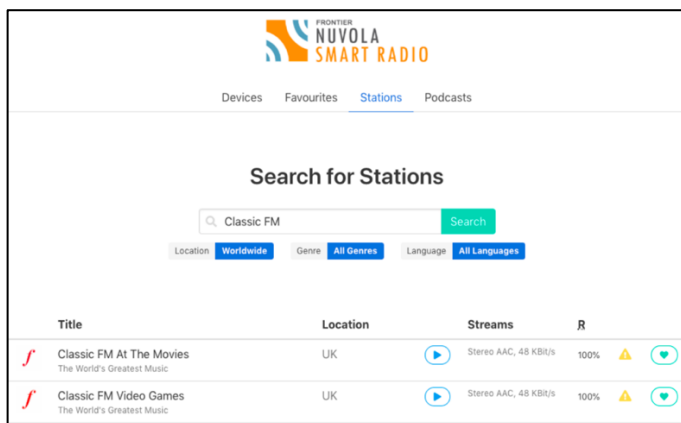 FRONTIER
NUVOLA
SMART RADIO
Devices Favourites Stations Podcasts
Search for Stations
Classic FM Search
Location Worldwide Genre All Genres Language All Languages
Title Location Streams R
f Classic FM At The Movies UK Stereo AAC, 48 KBit/s 100%
The World's Greatest Music
f Classic FM Video Games UK Stereo AAC, 48 KBit/s 100%
The World's Greatest Music